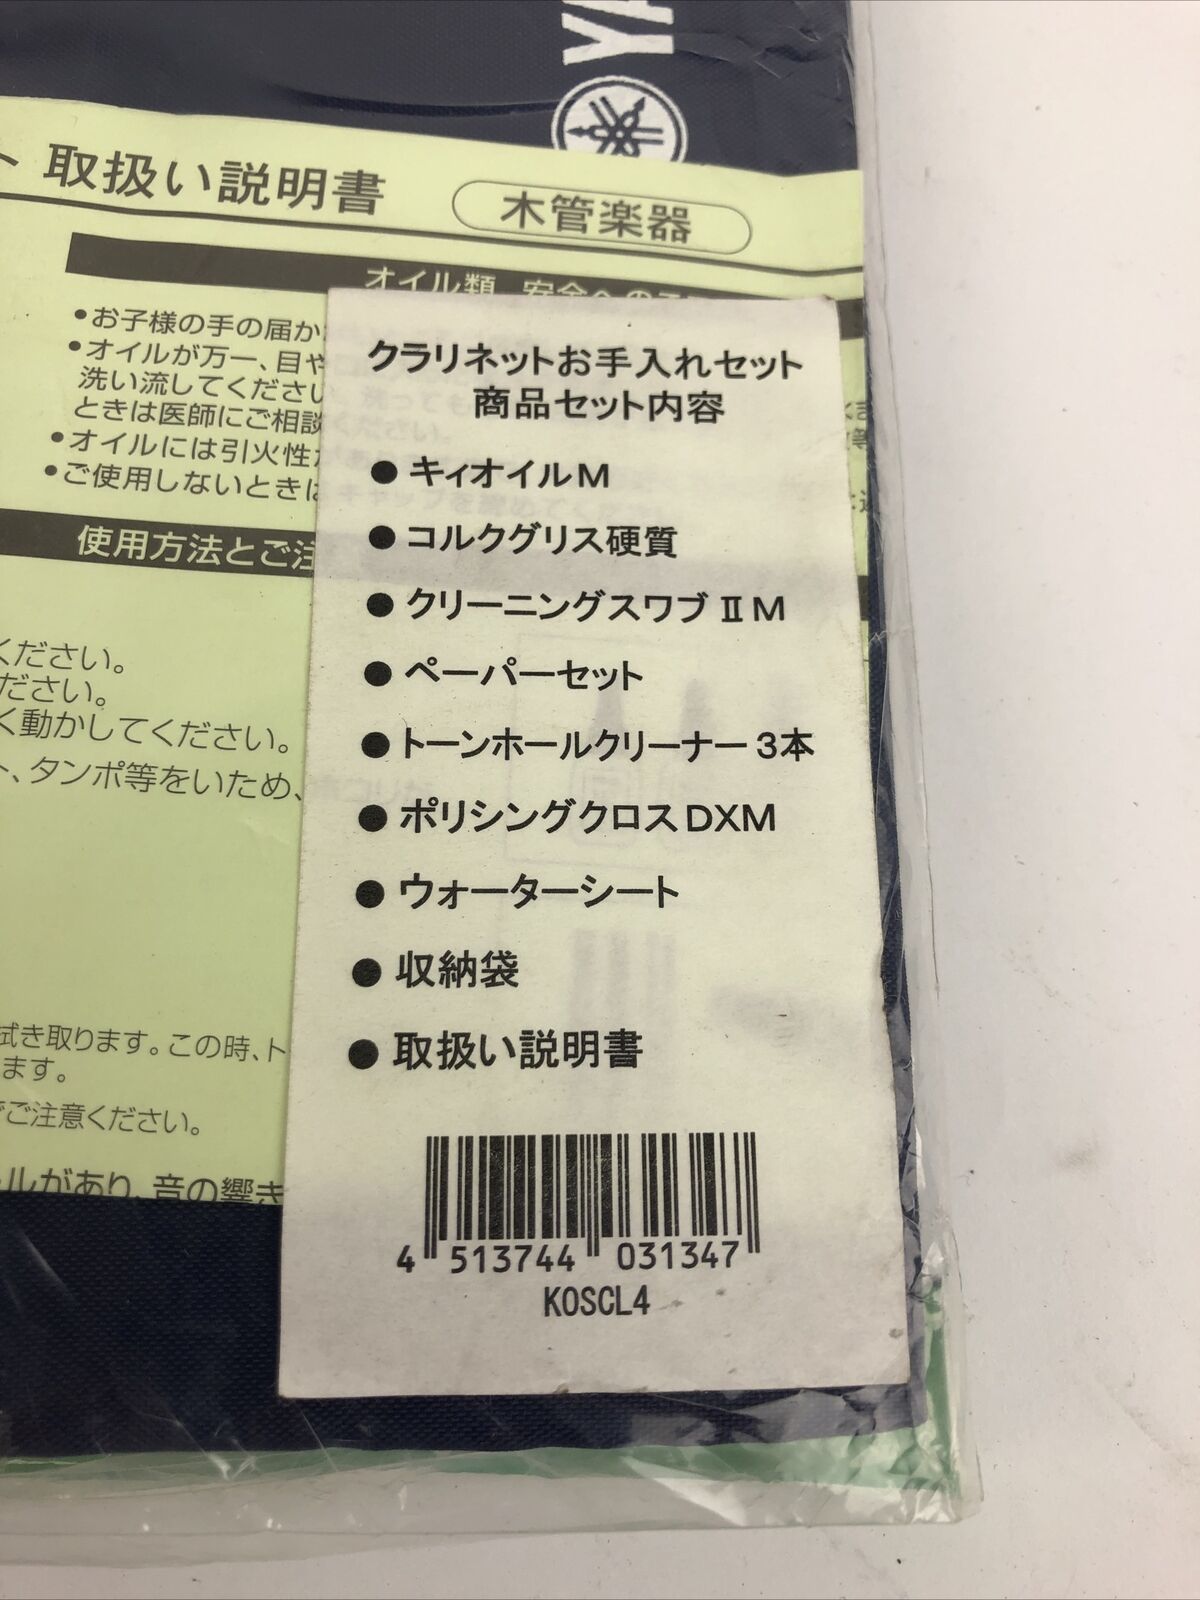 YA
取扱い説明書
木管楽器
オイル類
•お子様の手の届か
•オイルが万一、目や
洗い流してください
ときは医師にご相談
•オイルには引火性が
•ご使用しないときは
使用方法とご注
ください。
ださい。
く動かしてください。
ト、タンポ等をいため、
拭き取ります。この時、ト
ます。
ご注意ください。
ルがあり、音の響き
クラリネットお手入れセット
商品セット内容
●キィオイルM
●コルクグリス硬質
●クリーニングスワブⅡM
●ペーパーセット
●トーンホールクリーナー3本
●ポリシングクロスDXM
●ウォーターシート
●収納袋
●取扱い説明書
4 513744 031347
KOSCL4